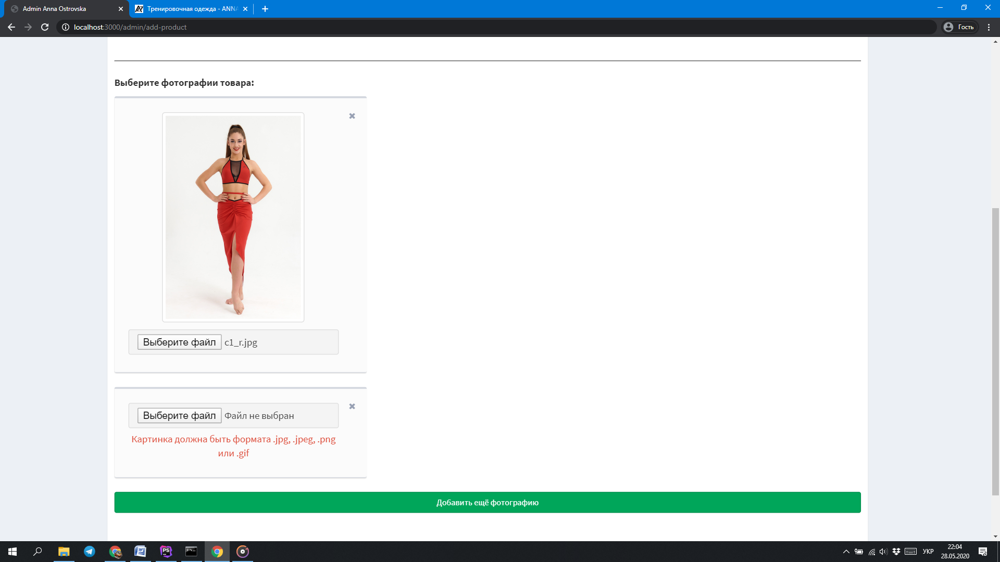 Admin Anna Ostrovska
Тренировочная одежда - ANNA
localhost:3000/admin/add-product
Гость
Выберите фотографии товара:
Выберите файл c1_r.jpg
Выберите файл Файл не выбран
Картинка должна быть формата .jpg, .jpeg, .png
или .gif
Добавить ещё фотографию
УКР
22:04
28.05.2020